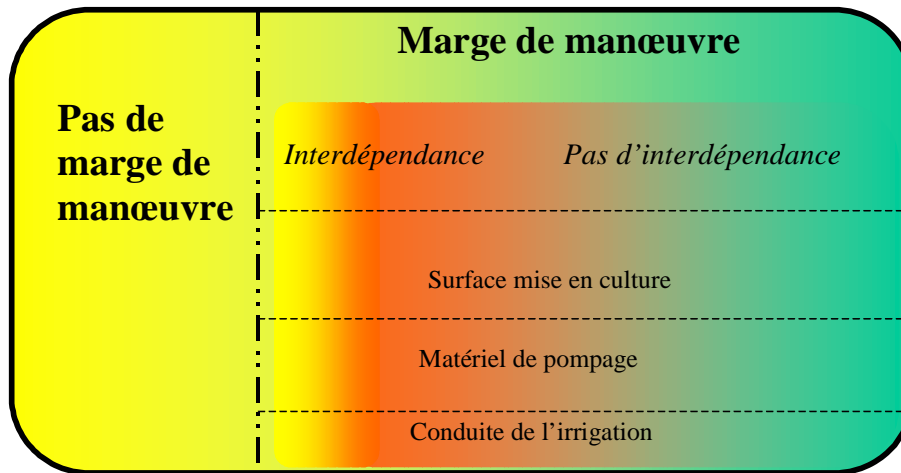 Marge de manœuvre
Pas de
marge de
manœuvre
Interdépendance
Pas d’interdépendance
Surface mise en culture
Matériel de pompage
Conduite de l’irrigation